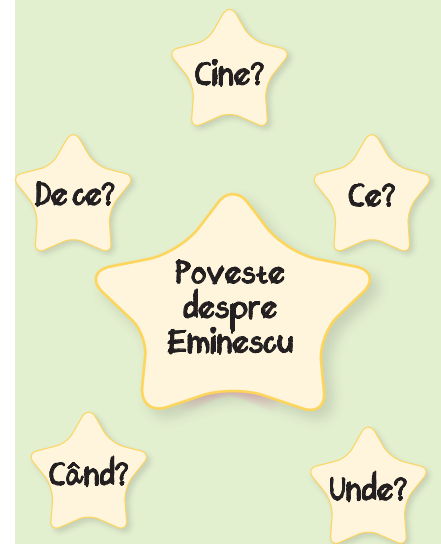 Cine?
De ce?
Ce?
Poveste
despre
Eminescu
Când?
Unde?